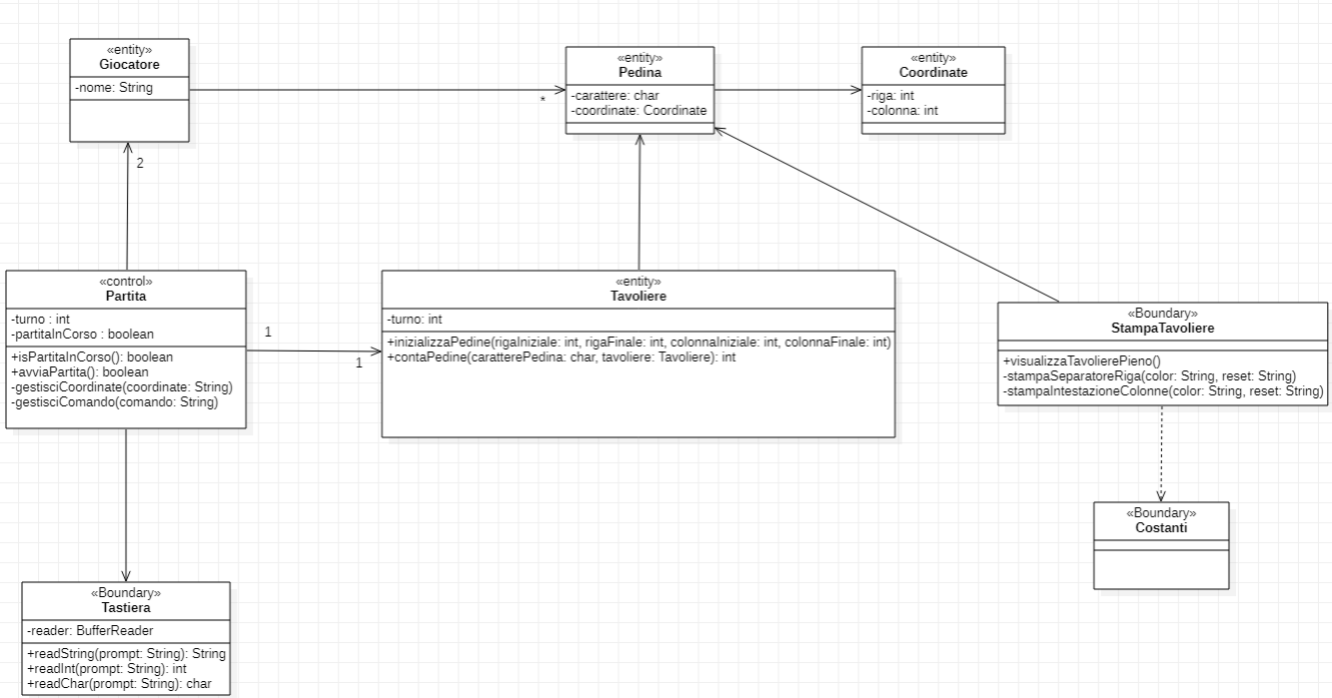 «entity»
Giocatore
-nome: String
«entity»
Pedina
-carattere: char
-coordinate: Coordinate
«entity»
Coordinate
-riga: int
-colonna: int
*
2
«control»
Partita
-turno : int
-partitaInCorso : boolean
+isPartitaInCorso(): boolean
+avviaPartita(): boolean
-gestisciCoordinate(coordinate: String)
-gestisciComando(comando: String)
1
1
«entity»
Tavoliere
-turno: int
+inizializzaPedine(rigaIniziale: int, rigaFinale: int, colonnaIniziale: int, colonnaFinale: int)
+contaPedine(caratterePedina: char, tavoliere: Tavoliere): int
«Boundary»
StampaTavoliere
+visualizzaTavolierePieno()
-stampaSeparatoreRiga(color: String, reset: String)
-stampaIntestazioneColonne(color: String, reset: String)
«Boundary»
Costanti
«Boundary»
Tastiera
-reader: BufferReader
+readString(prompt: String): String
+readInt(prompt: String): int
+readChar(prompt: String): char